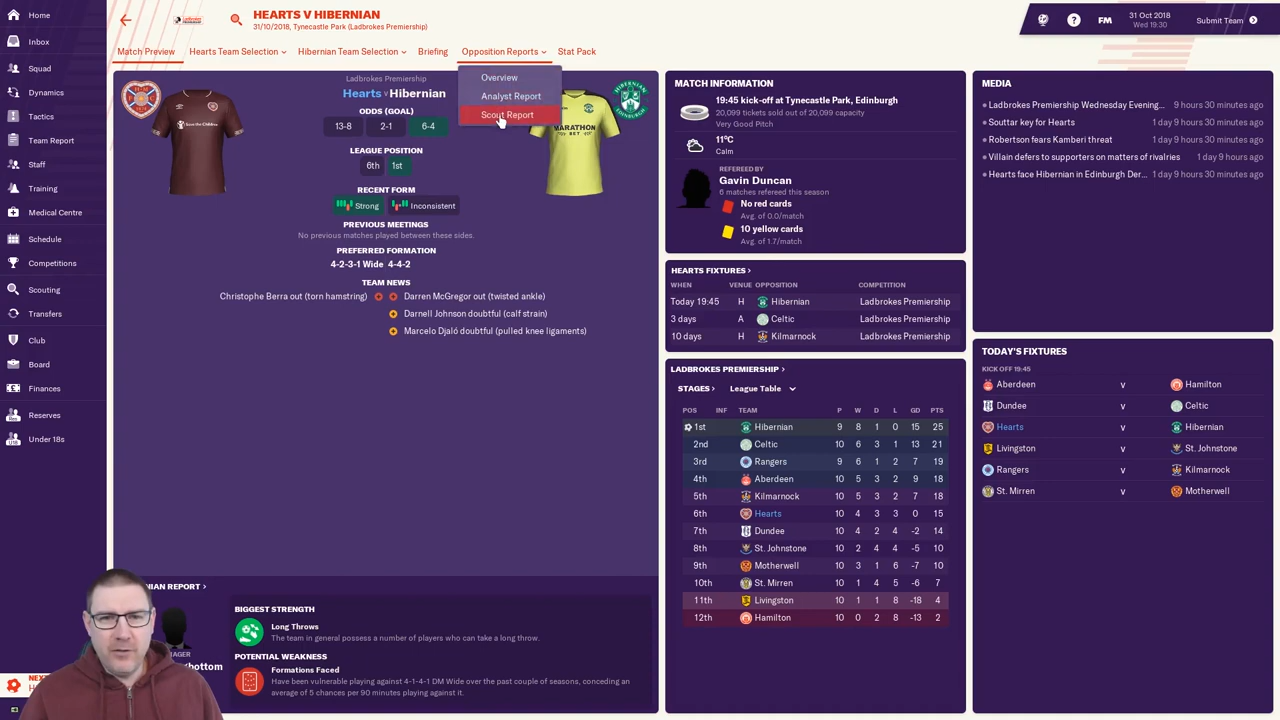 Home
Inbox
Squad
Dynamics
Tactics
Team Report
Staff
Training
Medical Centre
Schedule
Competitions
Scouting
Transfers
Club
Board
Finances
Reserves
Under 18s
HEARTS V HIBERNIAN
31/10/2018, Tynecastle Park (Ladbrokes Premiership)
FM
31 Oct 2018
Wed 19:30
Submit Team
Match Preview
Hearts Team Selection
Hibernian Team Selection
Briefing
Opposition Reports
Stat Pack
Overview
Analyst Report
Scout Report
Ladbrokes Premiership
Hearts v Hibernian
ODDS (GOAL)
13-8 2-1 6-4
LEAGUE POSITION
6th 1st
RECENT FORM
Strong Inconsistent
PREVIOUS MEETINGS
No previous matches played between these sides.
PREFERRED FORMATION
4-2-3-1 Wide 4-4-2
TEAM NEWS
Christophe Berra out (torn hamstring) Darren McGregor out (twisted ankle)
Darnell Johnson doubtful (calf strain)
Marcelo Djaló doubtful (pulled knee ligaments)
Save the Children
MARATHON
BET
NIAN REPORT
AGER
gbottom
BIGGEST STRENGTH
Long Throws
The team in general possess a number of players who can take a long throw.
POTENTIAL WEAKNESS
Formations Faced
Have been vulnerable playing against 4-1-4-1 DM Wide over the past couple of seasons, conceding an
average of 5 chances per 90 minutes playing against it.
MATCH INFORMATION
19:45 kick-off at Tynecastle Park, Edinburgh
20,099 tickets sold out of 20,099 capacity
Very Good Pitch
11°C
Calm
REFEREED BY
Gavin Duncan
6 matches refereed this season
No red cards
Avg. of 0.0/match
10 yellow cards
Avg. of 1.7/match
HEARTS FIXTURES
WHEN VENUE OPPOSITION COMPETITION
Today 19:45 H Hibernian Ladbrokes Premiership
3 days A Celtic Ladbrokes Premiership
10 days H Kilmarnock Ladbrokes Premiership
LADBROKES PREMIERSHIP
STAGES League Table
POS INF TEAM P W D L GD PTS
1st Hibernian 9 8 1 0 15 25
2nd Celtic 10 6 3 1 13 21
3rd Rangers 9 6 1 2 7 19
4th Aberdeen 10 5 3 2 9 18
5th Kilmarnock 10 5 3 2 7 18
6th Hearts 10 4 3 3 0 15
7th Dundee 10 4 2 4 -2 14
8th St. Johnstone 10 2 4 4 -5 10
9th Motherwell 10 3 1 6 -7 10
10th St. Mirren 10 1 4 5 -6 7
11th Livingston 10 1 1 8 -18 4
12th Hamilton 10 0 2 8 -13 2
MEDIA
Ladbrokes Premiership Wednesday Evening... 9 hours 30 minutes ago
Souttar key for Hearts 1 day 9 hours 30 minutes ago
Robertson fears Kamberi threat 1 day 9 hours 30 minutes ago
Villain defers to supporters on matters of rivalries 1 day 9 hours ago
Hearts face Hibernian in Edinburgh Der... 1 day 9 hours 30 minutes ago
TODAY'S FIXTURES
KICK OFF 19:45
Aberdeen v Hamilton
Dundee v Celtic
Hearts v Hibernian
Livingston v St. Johnstone
Rangers v Kilmarnock
St. Mirren v Motherwell